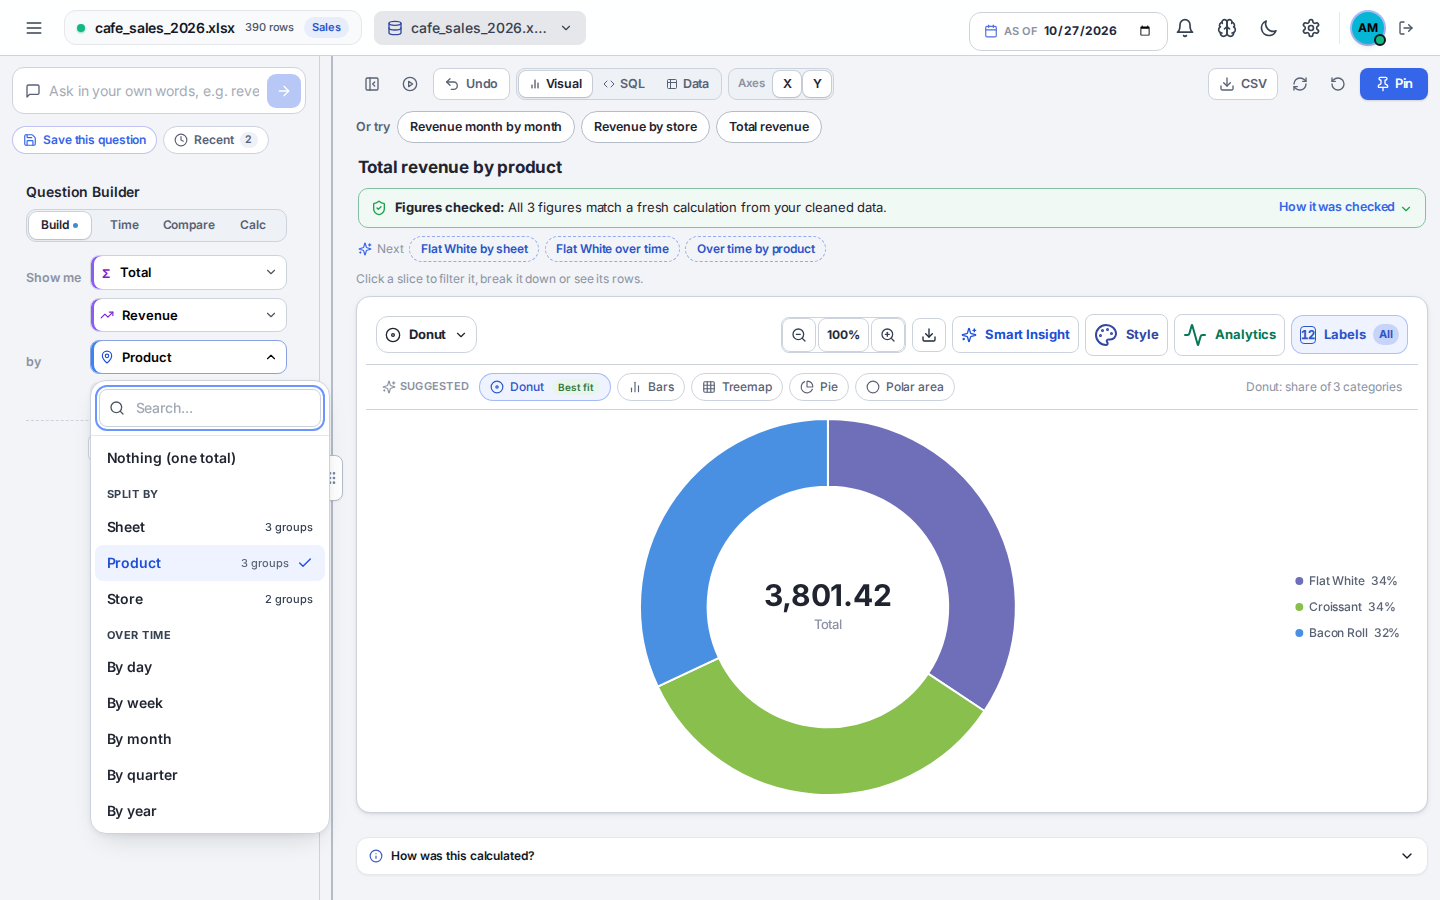 cafe_sales_2026.xlsx 390 rows Sales
cafe_sales_2026.x...
AS OF 10/27/2026
AM
Ask in your own words, e.g. reve
Save this question
Recent 2
Question Builder
Build Time Compare Calc
Show me
Σ Total
Revenue
by
Product
Search...
Nothing (one total)
SPLIT BY
Sheet 3 groups
Product 3 groups
Store 2 groups
OVER TIME
By day
By week
By month
By quarter
By year
Undo
Visual SQL Data
Axes X Y
CSV
Pin
Or try Revenue month by month Revenue by store Total revenue
Total revenue by product
Figures checked: All 3 figures match a fresh calculation from your cleaned data.
How it was checked
Next Flat White by sheet Flat White over time Over time by product
Click a slice to filter it, break it down or see its rows.
Donut
100%
Smart Insight
Style
Analytics
12 Labels All
SUGGESTED Donut Best fit Bars Treemap Pie Polar area
Donut: share of 3 categories
3,801.42
Total
Flat White 34%
Croissant 34%
Bacon Roll 32%
How was this calculated?